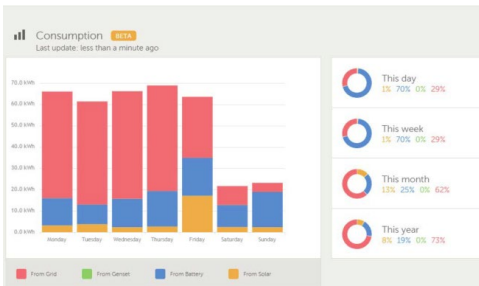 Consumption BETA
Last update: less than a minute ago
70.0 kWh
60.0 kWh
50.0 kWh
40.0 kWh
30.0 kWh
20.0 kWh
10.0 kWh
0.0 kWh
Monday Tuesday Wednesday Thursday Friday Saturday Sunday
From Grid From Genset From Battery From Solar
This day
1% 70% 0% 29%
This week
1% 70% 0% 29%
This month
13% 25% 0% 62%
This year
8% 19% 0% 73%